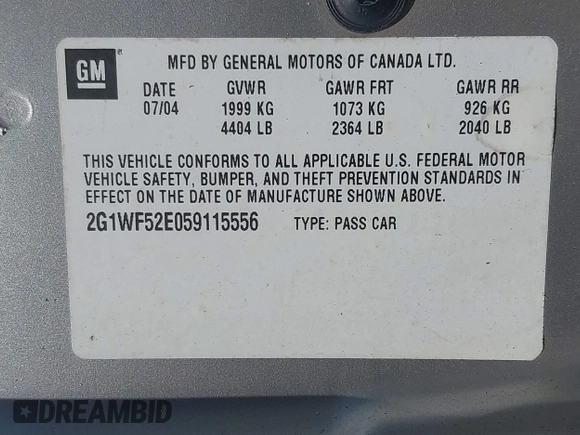 GM
MFD BY GENERAL MOTORS OF CANADA LTD.
DATE GVWR GAWR FRT GAWR RR
07/04 1999 KG 1073 KG 926 KG
4404 LB 2364 LB 2040 LB
THIS VEHICLE CONFORMS TO ALL APPLICABLE U.S. FEDERAL MOTOR
VEHICLE SAFETY, BUMPER, AND THEFT PREVENTION STANDARDS IN
EFFECT ON THE DATE OF MANUFACTURE SHOWN ABOVE.
2G1WF52E059115556 TYPE: PASS CAR
DREAMBID